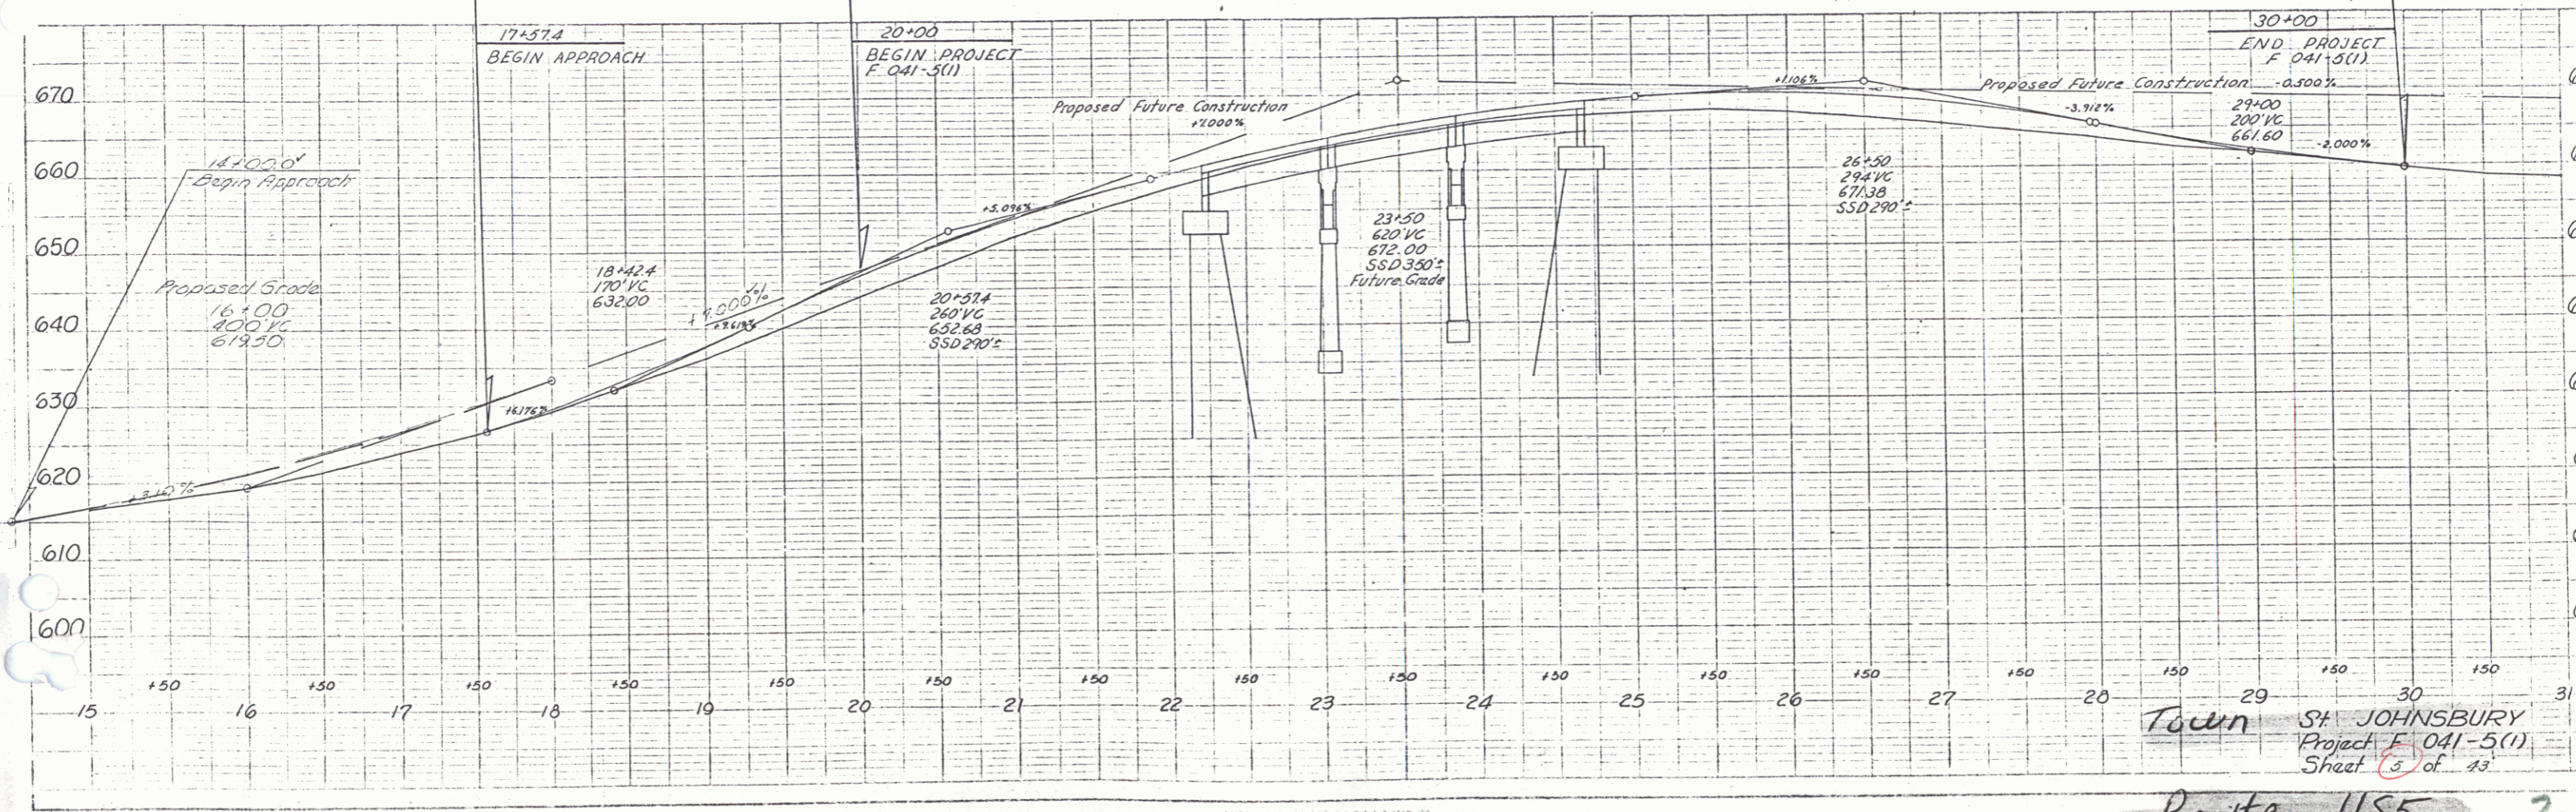 17+57.4
BEGIN APPROACH
20+00
BEGIN PROJECT
F 041-5(1)
30+00
END PROJECT
F 041-5(1)
Proposed Future Construction
+7.000%
+1.106%
Proposed Future Construction -0.500%
-3.912%
29+00
200'VC
661.60
-2.000%
14+00.0
Begin Approach
Proposed Grade
16+00
400'VC
619.50
18+42.4
170'VC
632.00
+9.619%
20+57.4
260'VC
652.68
SSD 290'±
+5.096%
23+50
620'VC
672.00
SSD 350'±
Future Grade
26+50
294'VC
671.38
SSD 290'±
+6.176%
670
660
650
640
630
620
610
600
+50 +50 +50 +50 +50 +50 +50 +50 +50 +50 +50 +50 +50 +50 +50 +50
15 16 17 18 19 20 21 22 23 24 25 26 27 28 29 30 31
Town St JOHNSBURY
Project F 041-5(1)
Sheet 5 of 43
Route US5